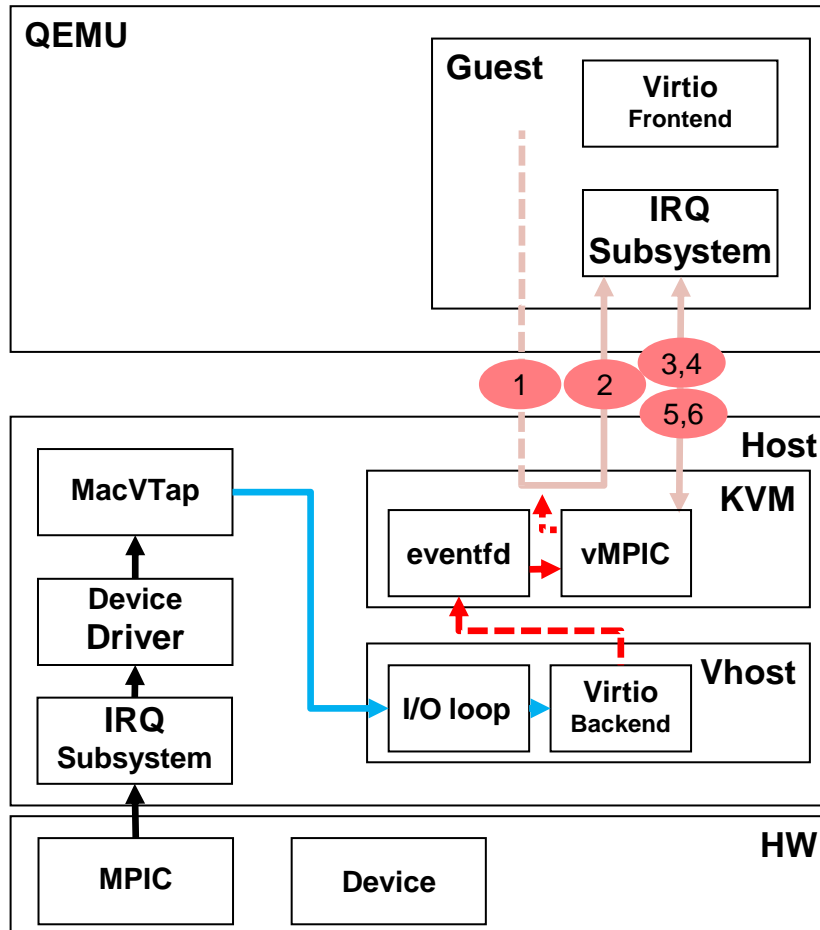 QEMU
Guest
Virtio
Frontend
IRQ
Subsystem
1
2
3,4
5,6
Host
MacVTap
KVM
eventfd
vMPIC
Device
Driver
Vhost
I/O loop
Virtio
Backend
IRQ
Subsystem
HW
MPIC
Device